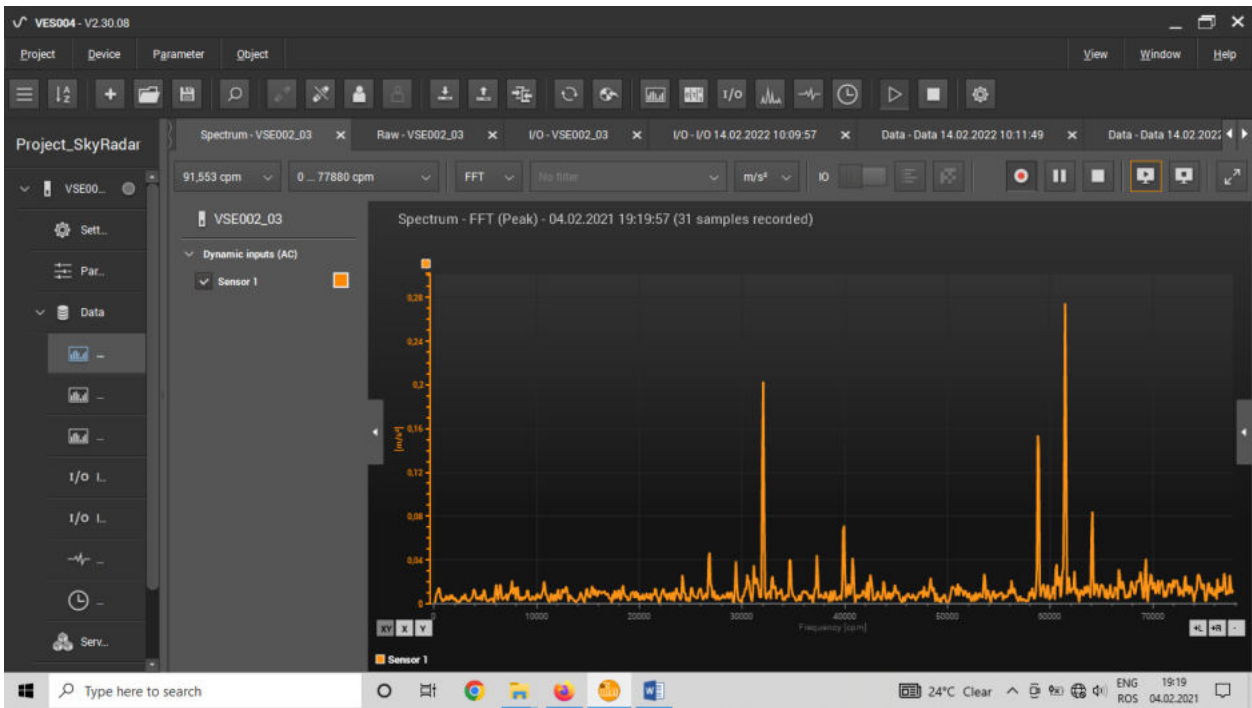 VES004 - V2.30.08
Project Device Parameter Object View Window Help
I/O
Project_SkyRadar
Spectrum - VSE002_03 Raw - VSE002_03 I/O - VSE002_03 I/O - I/O 14.02.2022 10:09:57 Data - Data 14.02.2022 10:11:49 Data - Data 14.02.2022
VSE00...
91,553 cpm 0 ... 77880 cpm FFT No filter m/s² IO
Sett...
Par...
Data
...
...
...
I/O I...
I/O I...
...
...
Serv...
VSE002_03
Dynamic inputs (AC)
Sensor 1
Spectrum - FFT (Peak) - 04.02.2021 19:19:57 (31 samples recorded)
0,28
0,24
0,2
0,16
[m/s²]
0,12
0,08
0,04
0
0 10000 20000 30000 40000 50000 60000 70000
Frequency [cpm]
XY X Y
+L +R -
Sensor 1
Type here to search
24°C Clear
ENG
ROS
19:19
04.02.2021